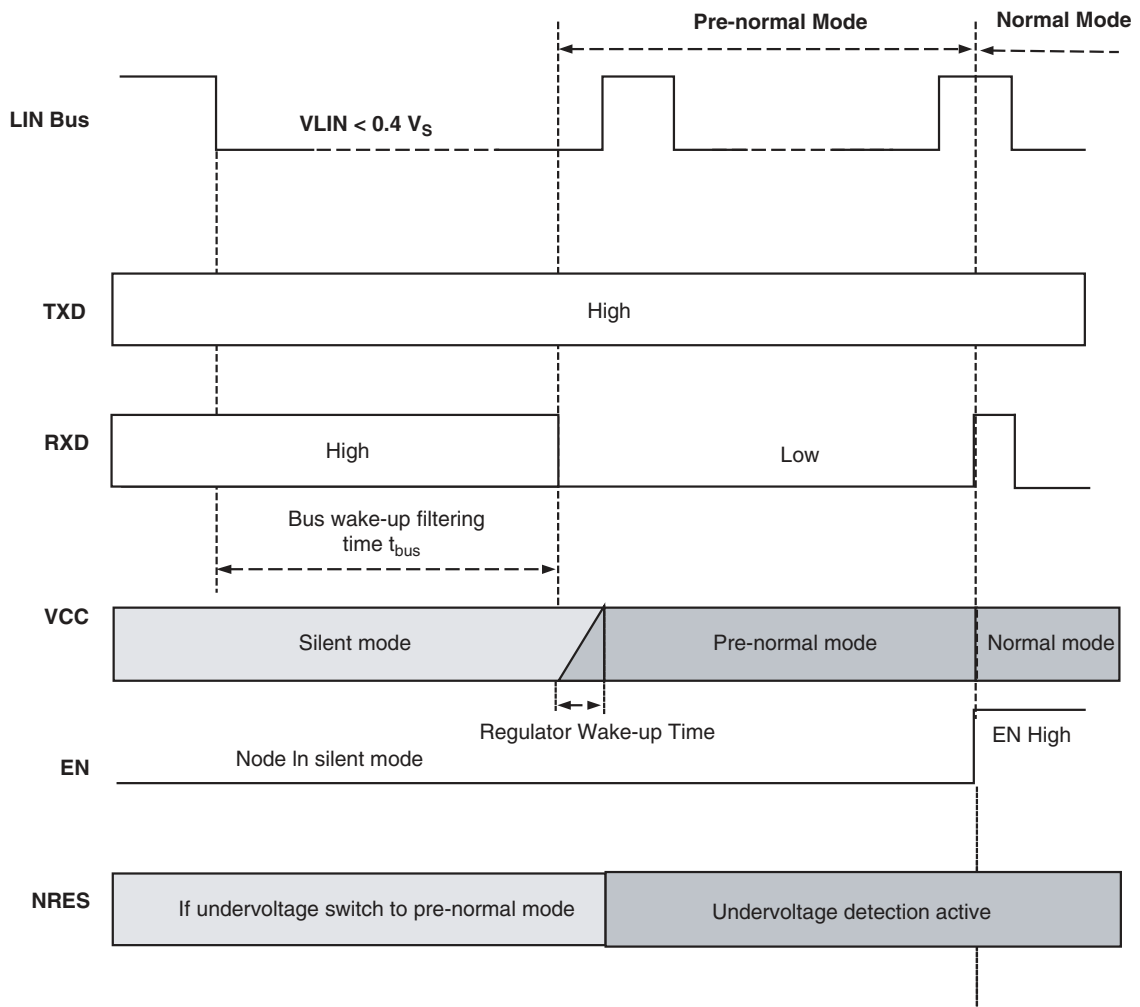 Pre-normal Mode
Normal Mode
LIN Bus
VLIN < 0.4 VS
TXD
High
RXD
High
Low
Bus wake-up filtering
time tbus
VCC
Silent mode
Pre-normal mode
Normal mode
Regulator Wake-up Time
EN High
Node In silent mode
EN
NRES
If undervoltage switch to pre-normal mode
Undervoltage detection active